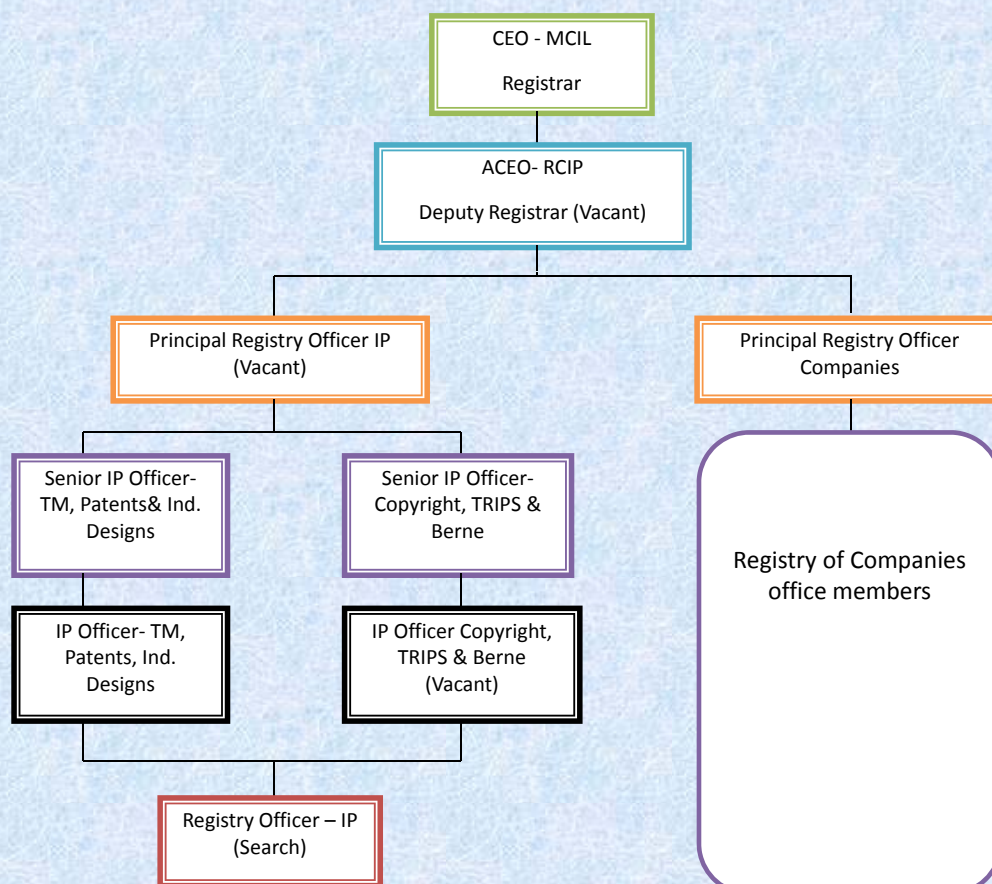 CEO - MCIL
Registrar
ACEO- RCIP
Deputy Registrar (Vacant)
Principal Registry Officer IP
(Vacant)
Principal Registry Officer
Companies
Senior IP Officer-
TM, Patents& Ind.
Designs
Senior IP Officer-
Copyright, TRIPS &
Berne
Registry of Companies
office members
IP Officer- TM,
Patents, Ind.
Designs
IP Officer Copyright,
TRIPS & Berne
(Vacant)
Registry Officer – IP
(Search)